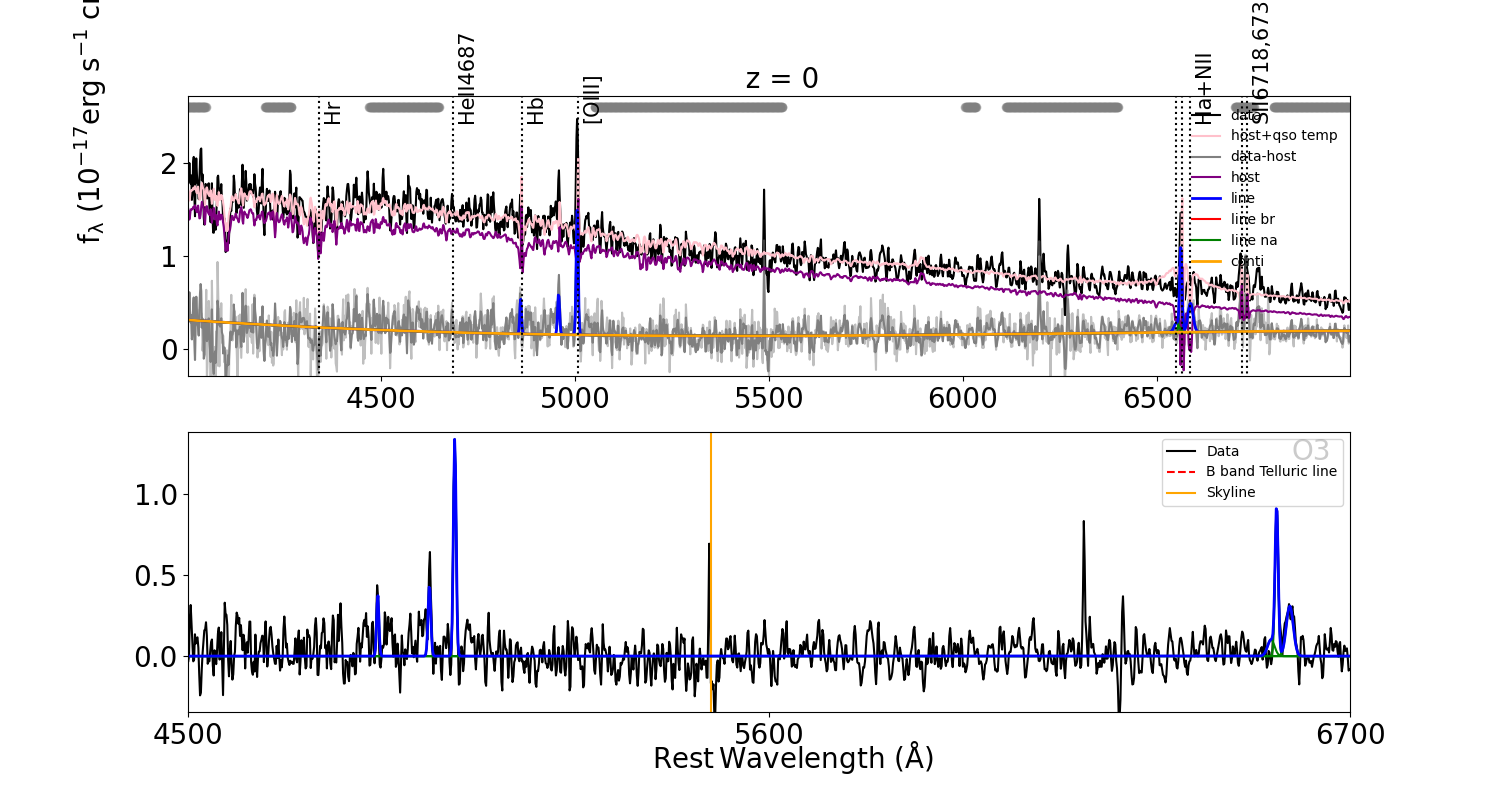 z = 0
f_λ (10^−17 erg s^−1 c
Hr
HeII4687
Hb
[OIII]
Ha+NII
SII6718,673
data
host+qso temp
data-host
host
line
line br
line na
conti
2
1
0
4500
5000
5500
6000
6500
O3
Data
B band Telluric line
Skyline
1.0
0.5
0.0
4500
5600
6700
Rest Wavelength (Å)